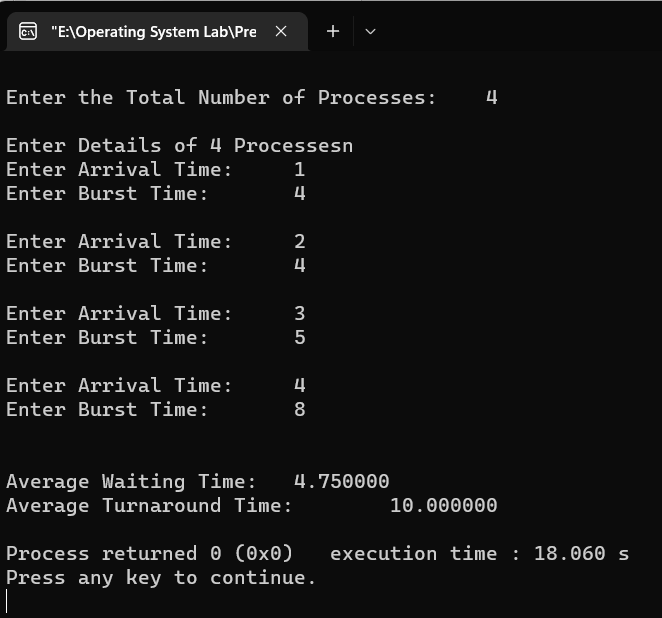 "E:\Operating System Lab\Pre
Enter the Total Number of Processes:    4
Enter Details of 4 Processesn
Enter Arrival Time:     1
Enter Burst Time:       4
Enter Arrival Time:     2
Enter Burst Time:       4
Enter Arrival Time:     3
Enter Burst Time:       5
Enter Arrival Time:     4
Enter Burst Time:       8
Average Waiting Time:   4.750000
Average Turnaround Time:        10.000000
Process returned 0 (0x0)   execution time : 18.060 s
Press any key to continue.